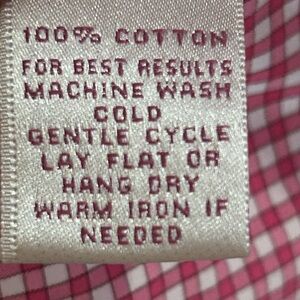 100% COTTON
FOR BEST RESULTS
MACHINE WASH
COLD
GENTLE CYCLE
LAY FLAT OR
HANG DRY
WARM IRON IF
NEEDED